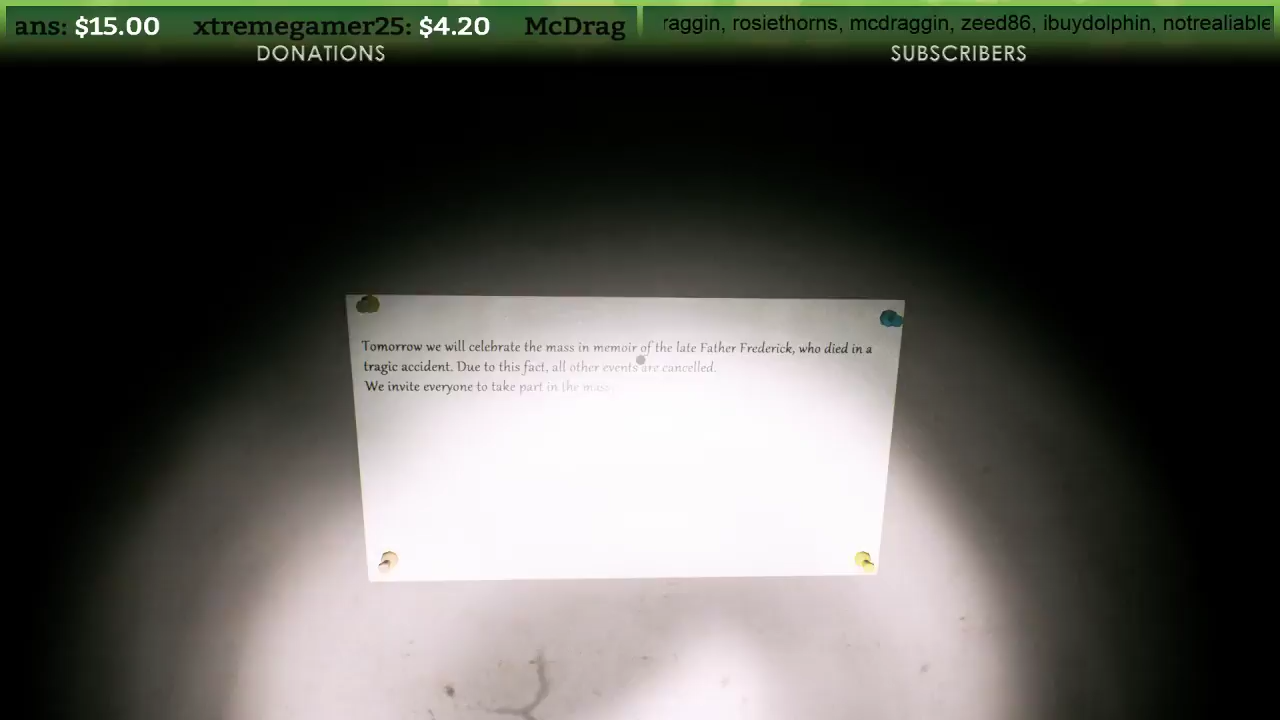 ans: $15.00 xtremegamer25: $4.20 McDrag
raggin, rosiethorns, mcdraggin, zeed86, ibuydolphin, notrealiable
DONATIONS
SUBSCRIBERS
Tomorrow we will celebrate the mass in memoir of the late Father Frederick, who died in a
tragic accident. Due to this fact, all other events are cancelled.
We invite everyone to take part in the mass.